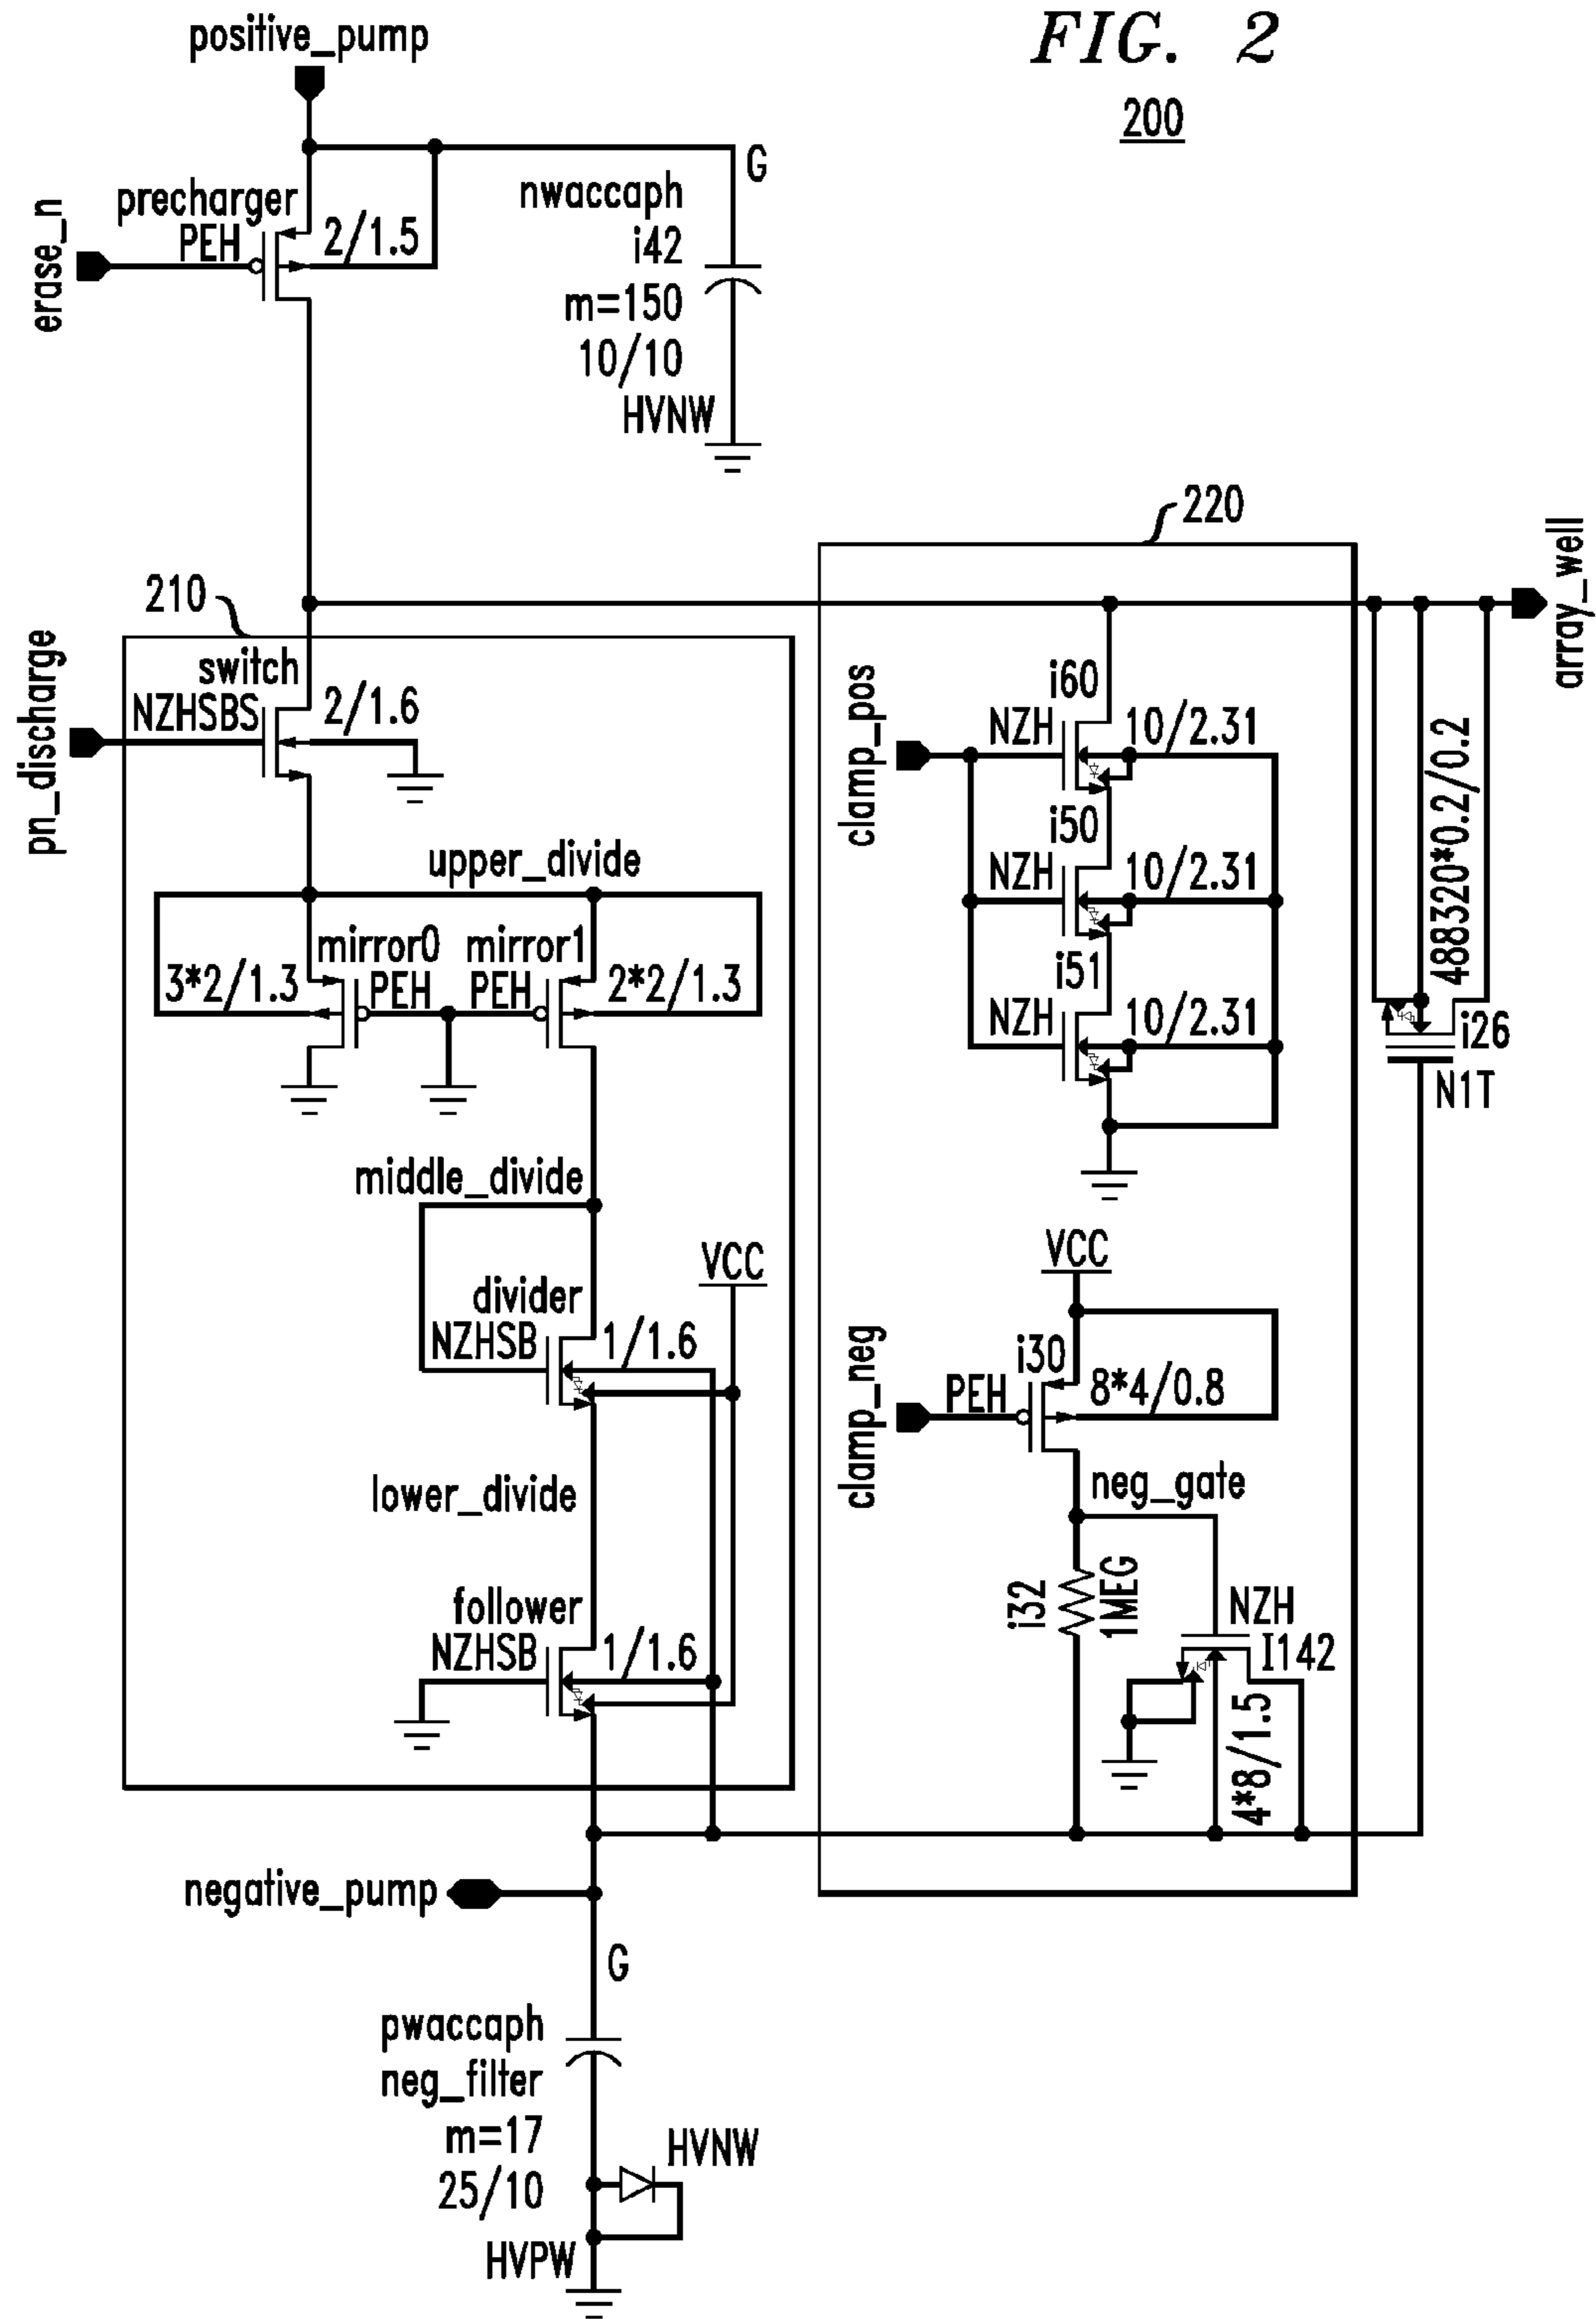 FIG. 2
200
positive_pump
precharger
PEH
2/1.5
erase_n
G
nwaccaph
i42
m=150
10/10
HVNW
220
210
array_well
pn_discharge
switch
NZHSBS
2/1.6
clamp_pos
i60
NZH
10/2.31
i50
NZH
10/2.31
i51
NZH
10/2.31
488320*0.2/0.2
i26
N1T
upper_divide
mirror0
mirror1
3*2/1.3
PEH
PEH
2*2/1.3
middle_divide
VCC
divider
NZHSB
1/1.6
lower_divide
follower
NZHSB
1/1.6
VCC
clamp_neg
i30
PEH
8*4/0.8
neg_gate
i32
1MEG
NZH
I142
4*8/1.5
negative_pump
G
pwaccaph
neg_filter
m=17
25/10
HVNW
HVPW